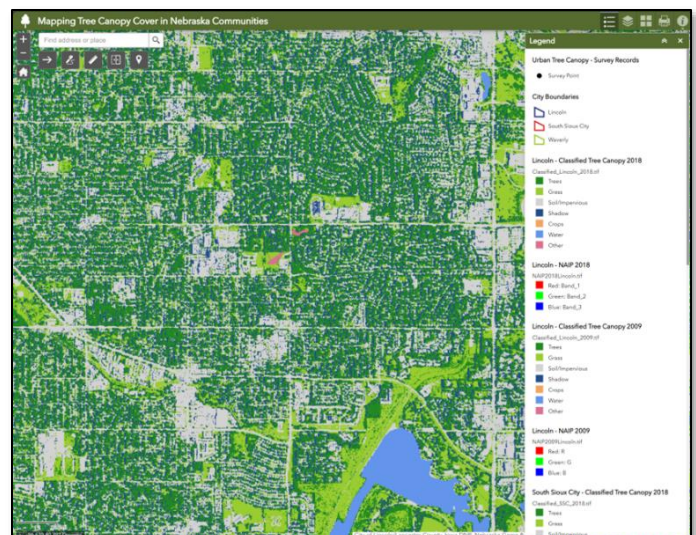 Mapping Tree Canopy Cover in Nebraska Communities
Find address or place
Legend
Urban Tree Canopy - Survey Records
Survey Point
City Boundaries
Lincoln
South Sioux City
Waverly
Lincoln - Classified Tree Canopy 2018
Classified_Lincoln_2018.tif
Trees
Grass
Soil/Impervious
Shadow
Crops
Water
Other
Lincoln - NAIP 2018
NAIP2018Lincoln.tif
Red: Band_1
Green: Band_2
Blue: Band_3
Lincoln - Classified Tree Canopy 2009
Classified_Lincoln_2009.tif
Trees
Grass
Soil/Impervious
Shadow
Crops
Water
Other
Lincoln - NAIP 2009
NAIP2009Lincoln.tif
Red: R
Green: G
Blue: B
South Sioux City - Classified Tree Canopy 2018
Classified_SSC_2018.tif
Trees
Grass
Soil/Impervious